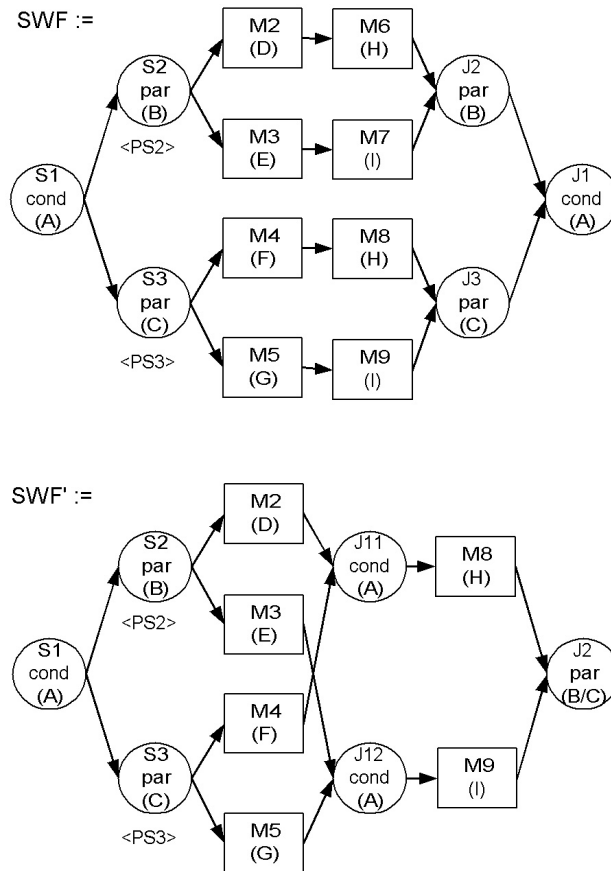 SWF :=
S1
cond
(A)
S2
par
(B)
<PS2>
S3
par
(C)
<PS3>
M2
(D)
M3
(E)
M4
(F)
M5
(G)
M6
(H)
M7
(I)
M8
(H)
M9
(I)
J2
par
(B)
J3
par
(C)
J1
cond
(A)
SWF' :=
S1
cond
(A)
S2
par
(B)
<PS2>
S3
par
(C)
<PS3>
M2
(D)
M3
(E)
M4
(F)
M5
(G)
J11
cond
(A)
J12
cond
(A)
M8
(H)
M9
(I)
J2
par
(B/C)